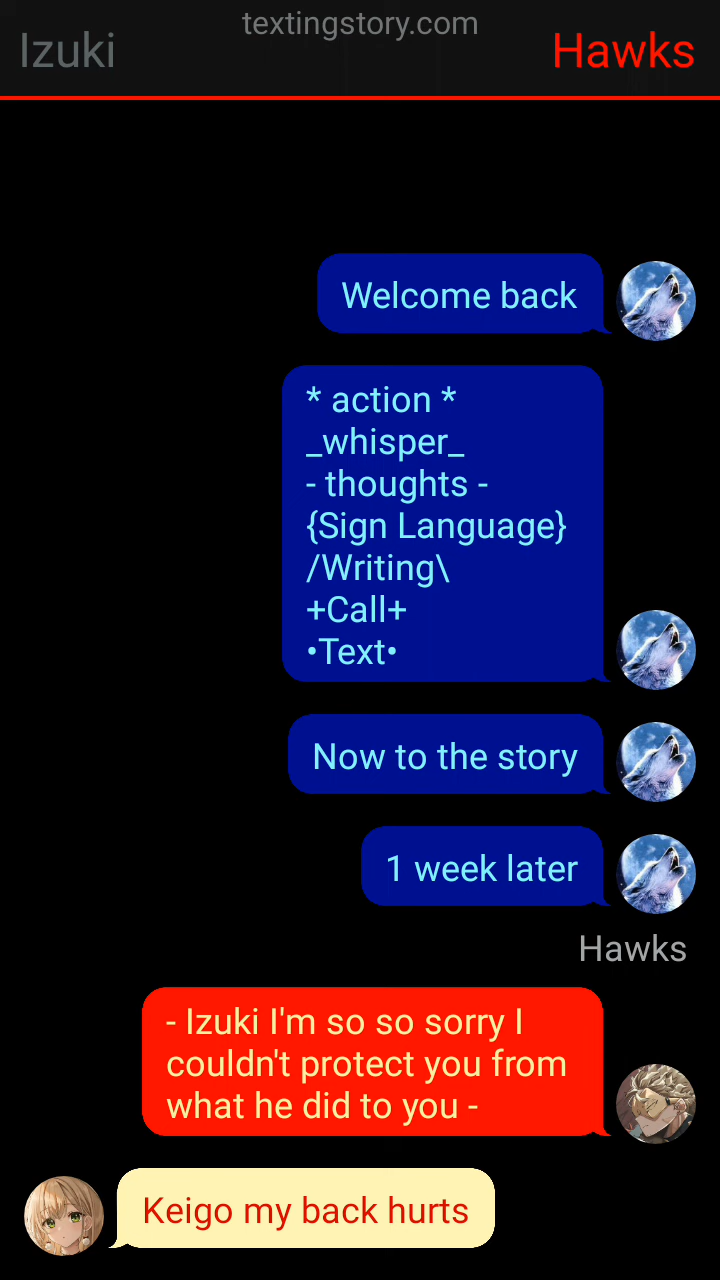 textingstory.com
Izuki
Hawks
Welcome back
* action *
_whisper_
- thoughts -
{Sign Language}
/Writing\
+Call+
•Text•
Now to the story
1 week later
Hawks
- Izuki I'm so so sorry I
couldn't protect you from
what he did to you -
Keigo my back hurts